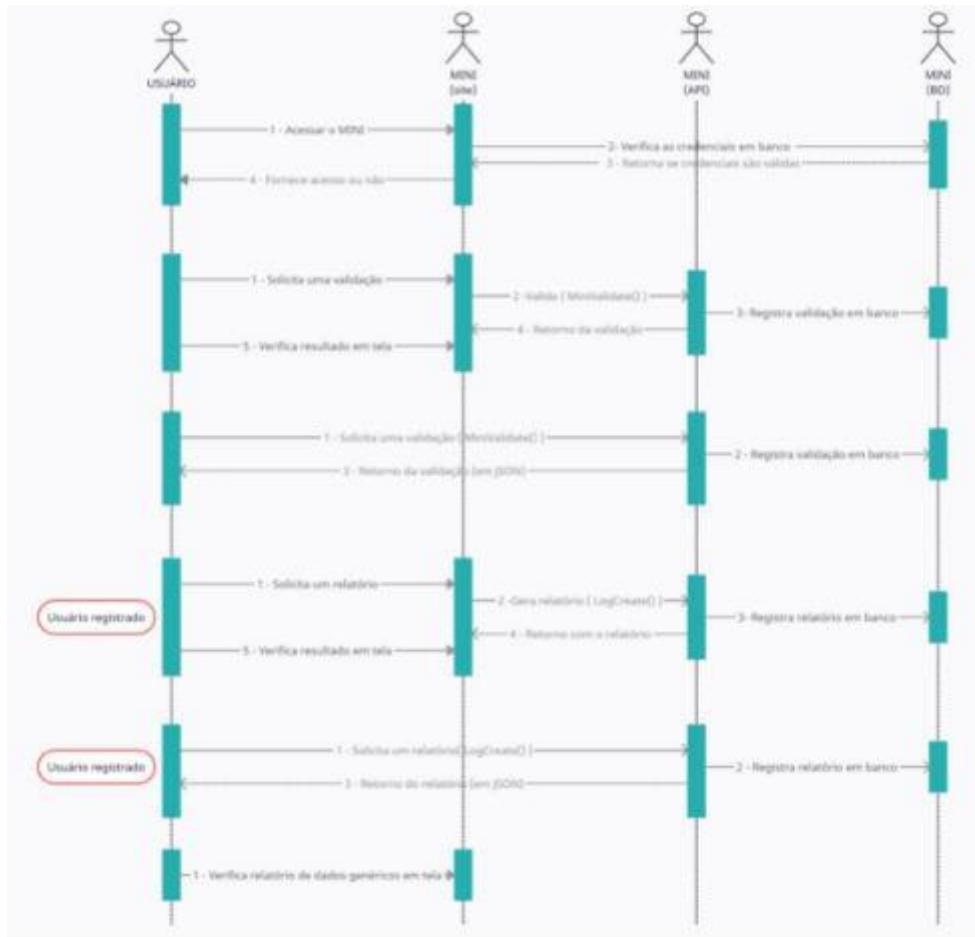 USUÁRIO
MINI
(site)
MINI
(API)
MINI
(BD)
1 - Acessar o MINI
2- Verifica as credenciais em banco
3 - Retorna se credenciais são válidas
4 - Fornece acesso ou não
1 - Solicita uma validação
2 -Valida ( MiniValidate() )
3- Registra validação em banco
4 - Retorno da validação
5 - Verifica resultado em tela
1 - Solicita uma validação ( MiniValidate() )
2 - Registra validação em banco
3 - Retorno da validação (em JSON)
1 - Solicita um relatório
2 -Gera relatório ( LogCreate() )
Usuário registrado
3- Registra relatório em banco
4 - Retorno com o relatório
5 - Verifica resultado em tela
1 - Solicita um relatório( LogCreate() )
Usuário registrado
2 - Registra relatório em banco
3 - Retorno do relatório (em JSON)
1 - Verifica relatório de dados genéricos em tela